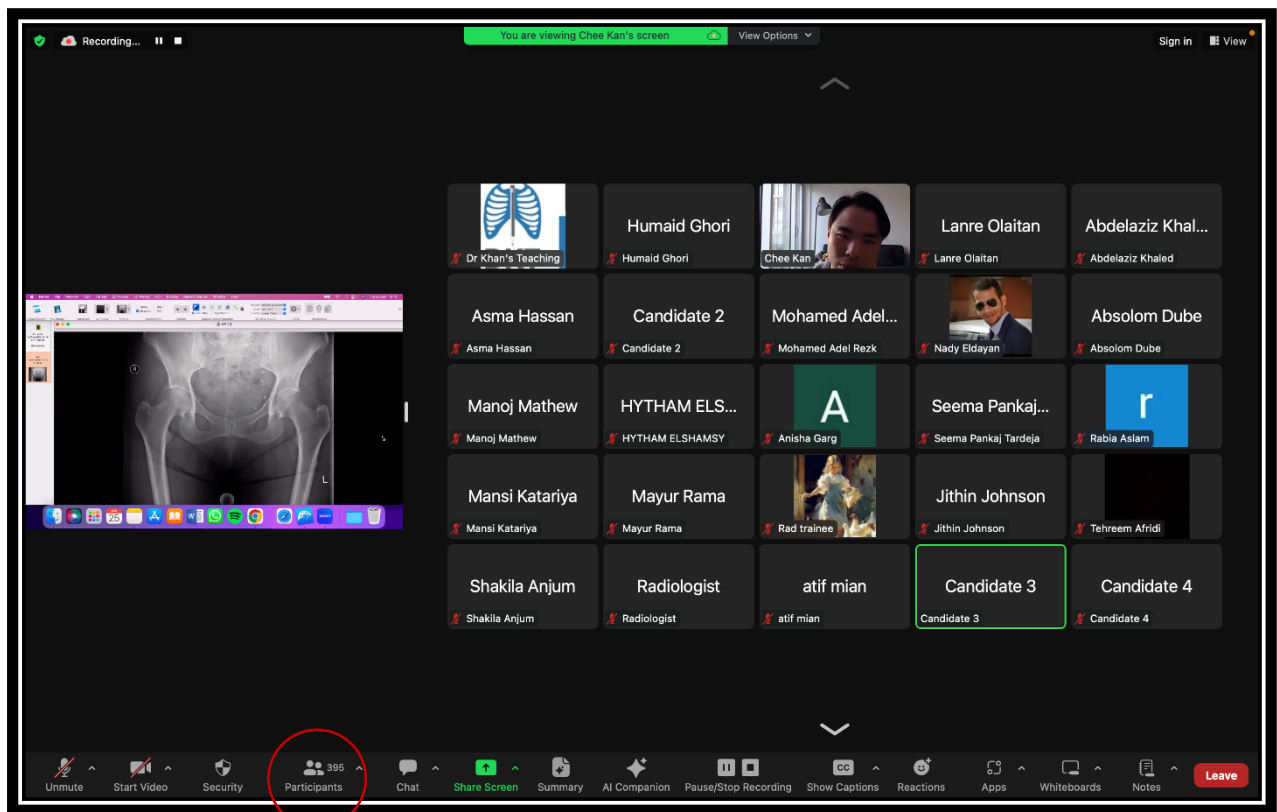 Recording...
You are viewing Chee Kan's screen
View Options
Sign in
View
Dr Khan's Teaching
Humaid Ghori
Humaid Ghori
Chee Kan
Lanre Olaitan
Lanre Olaitan
Abdelaziz Khal...
Abdelaziz Khaled
Asma Hassan
Asma Hassan
Candidate 2
Candidate 2
Mohamed Adel...
Mohamed Adel Rezk
Nady Eldayan
Absolom Dube
Absolom Dube
Manoj Mathew
Manoj Mathew
HYTHAM ELS...
HYTHAM ELSHAMSY
A
Anisha Garg
Seema Pankaj...
Seema Pankaj Tardeja
r
Rabia Aslam
L
25
Mansi Katariya
Mansi Katariya
Mayur Rama
Mayur Rama
Rad trainee
Jithin Johnson
Jithin Johnson
Tehreem Afridi
Shakila Anjum
Shakila Anjum
Radiologist
Radiologist
atif mian
atif mian
Candidate 3
Candidate 3
Candidate 4
Candidate 4
Unmute
Start Video
Security
395
Participants
Chat
Share Screen
Summary
AI Companion
Pause/Stop Recording
CC
Show Captions
Reactions
Apps
Whiteboards
Notes
Leave